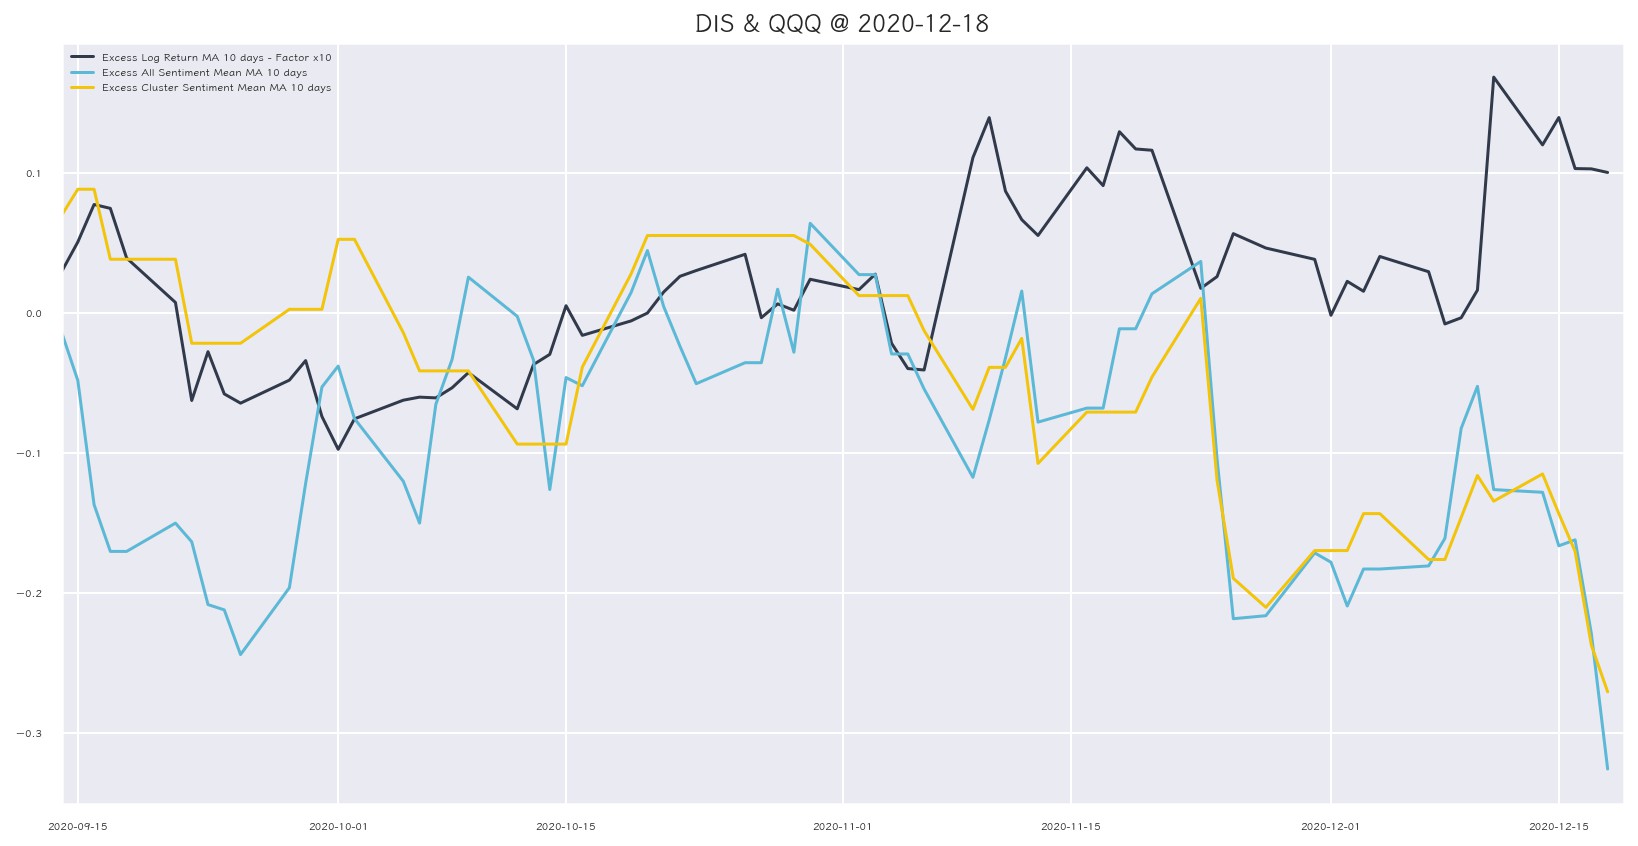 DIS & QQQ @ 2020-12-18
Excess Log Return MA 10 days - Factor x10
Excess All Sentiment Mean MA 10 days
Excess Cluster Sentiment Mean MA 10 days
0.1
0.0
−0.1
−0.2
−0.3
2020-09-15 2020-10-01 2020-10-15 2020-11-01 2020-11-15 2020-12-01 2020-12-15